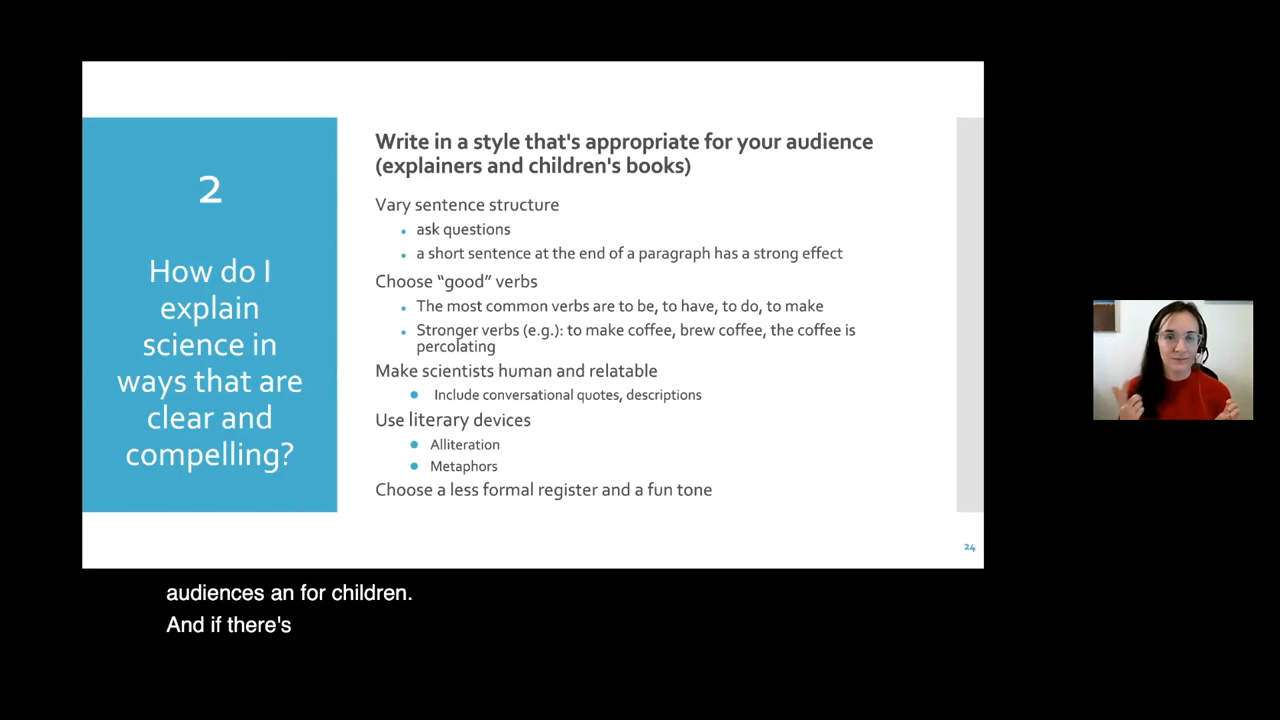 2
How do I
explain
science in
ways that are
clear and
compelling?
Write in a style that's appropriate for your audience
(explainers and children's books)
Vary sentence structure
• ask questions
• a short sentence at the end of a paragraph has a strong effect
Choose “good” verbs
• The most common verbs are to be, to have, to do, to make
• Stronger verbs (e.g.): to make coffee, brew coffee, the coffee is
percolating
Make scientists human and relatable
• Include conversational quotes, descriptions
Use literary devices
• Alliteration
• Metaphors
Choose a less formal register and a fun tone
24
audiences an for children.
And if there's